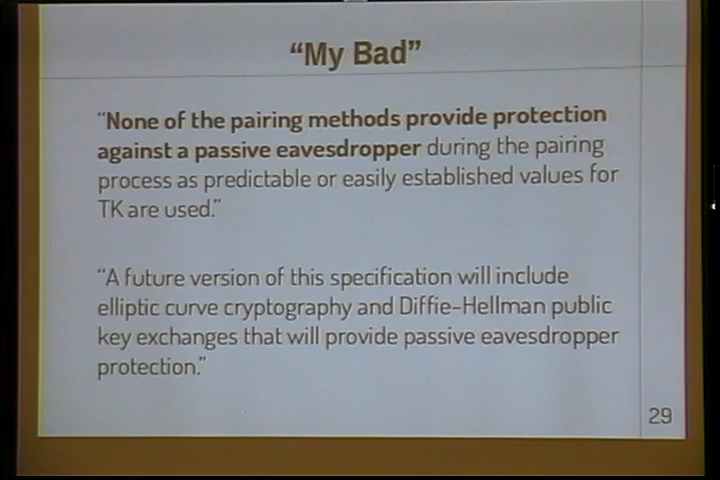 “My Bad”
“None of the pairing methods provide protection
against a passive eavesdropper during the pairing
process as predictable or easily established values for
TK are used.”
“A future version of this specification will include
elliptic curve cryptography and Diffie-Hellman public
key exchanges that will provide passive eavesdropper
protection.”
29